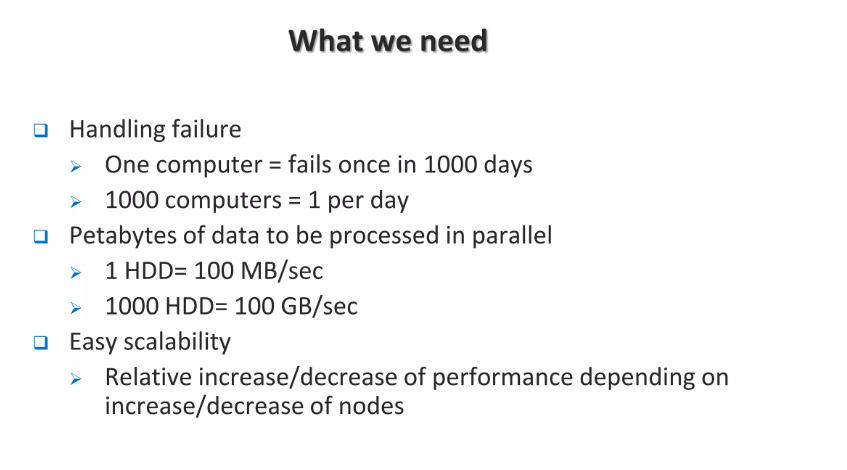 What we need
Handling failure
One computer = fails once in 1000 days
1000 computers = 1 per day
Petabytes of data to be processed in parallel
1 HDD= 100 MB/sec
1000 HDD= 100 GB/sec
Easy scalability
Relative increase/decrease of performance depending on
increase/decrease of nodes